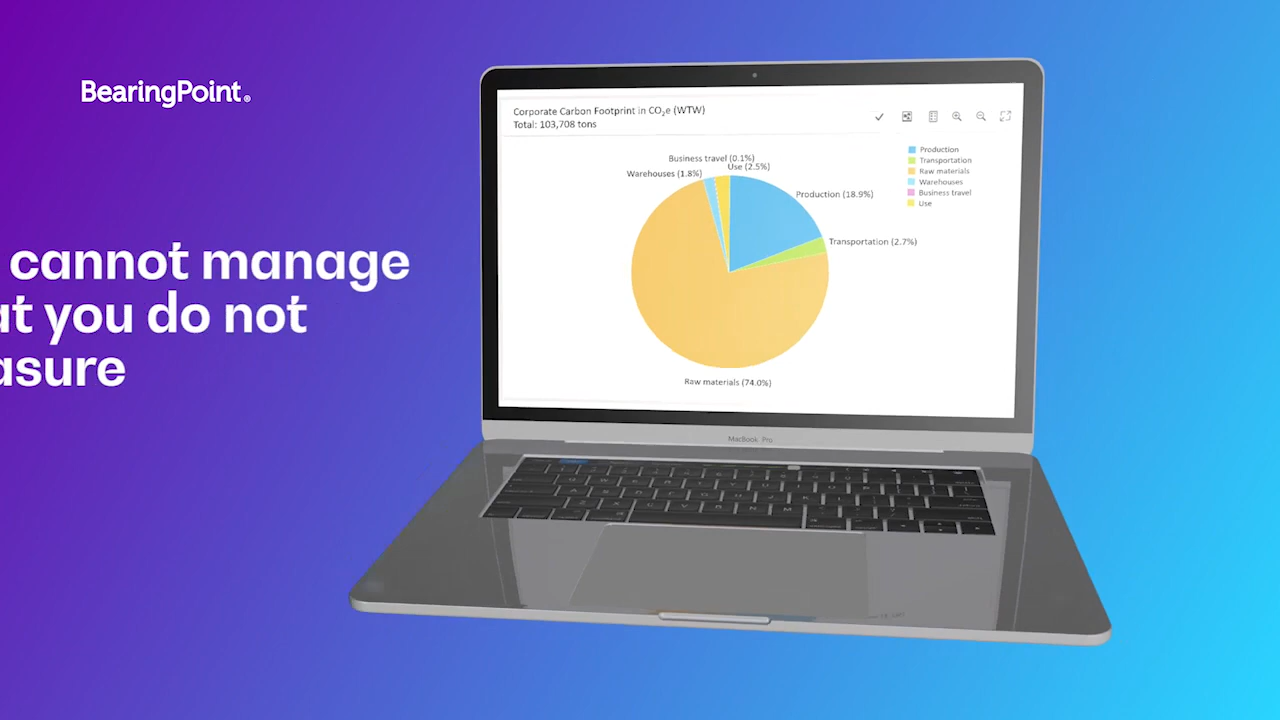 BearingPoint®
cannot manage
at you do not
asure
Corporate Carbon Footprint in CO₂e (WTW)
Total: 103,708 tons
Business travel (0.1%)
Use (2.5%)
Warehouses (1.8%)
Production (18.9%)
Transportation (2.7%)
Raw materials (74.0%)
Production
Transportation
Raw materials
Warehouses
Business travel
Use
MacBook Pro